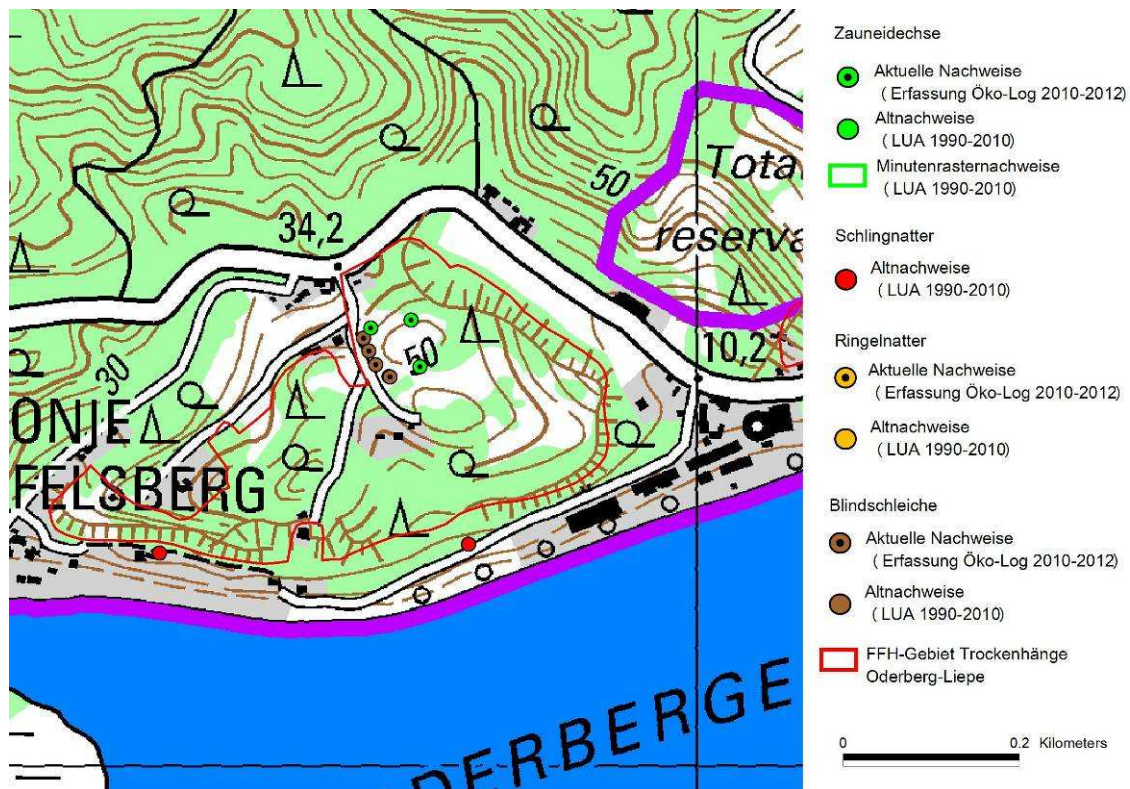 Tota
reserva
50
34,2
50
10,2
30
ONJE
FELSBERG
DERBERGE
Zauneidechse
Aktuelle Nachweise
( Erfassung Öko-Log 2010-2012)
Altnachweise
( LUA 1990-2010)
Minutenrasternachweise
( LUA 1990-2010)
Schlingnatter
Altnachweise
( LUA 1990-2010)
Ringelnatter
Aktuelle Nachweise
( Erfassung Öko-Log 2010-2012)
Altnachweise
( LUA 1990-2010)
Blindschleiche
Aktuelle Nachweise
( Erfassung Öko-Log 2010-2012)
Altnachweise
( LUA 1990-2010)
FFH-Gebiet Trockenhänge
Oderberg-Liepe
0 0.2 Kilometers